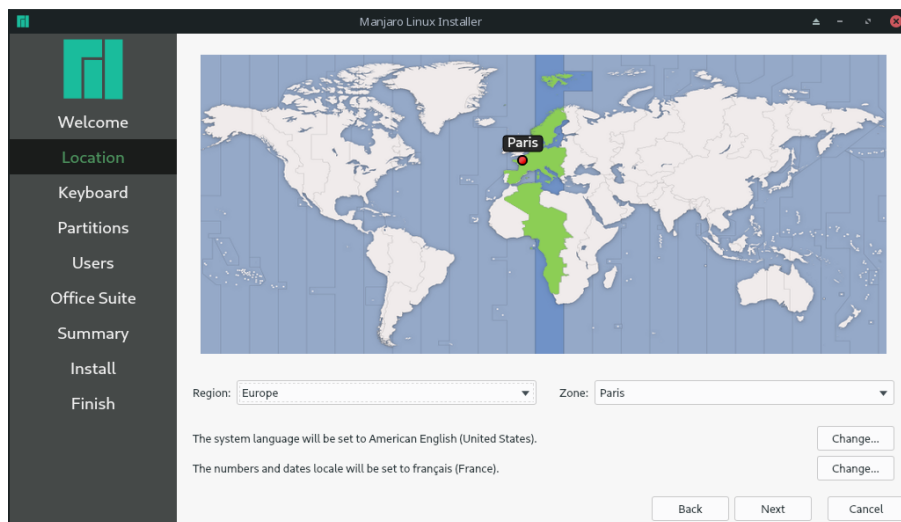 Manjaro Linux Installer
Welcome
Location
Keyboard
Partitions
Users
Office Suite
Summary
Install
Finish
Paris
Region: Europe Zone: Paris
The system language will be set to American English (United States). Change...
The numbers and dates locale will be set to français (France). Change...
Back Next Cancel